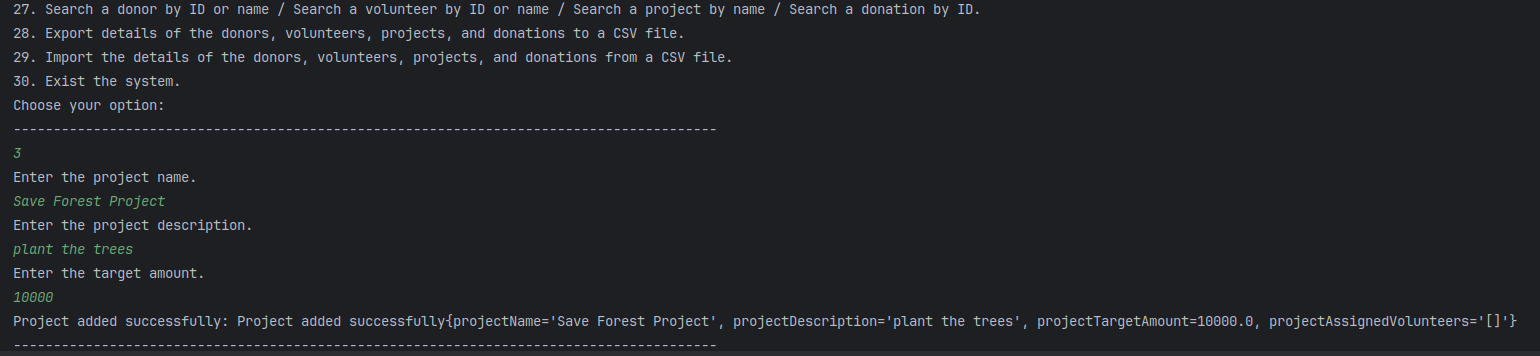 27. Search a donor by ID or name / Search a volunteer by ID or name / Search a project by name / Search a donation by ID.
28. Export details of the donors, volunteers, projects, and donations to a CSV file.
29. Import the details of the donors, volunteers, projects, and donations from a CSV file.
30. Exist the system.
Choose your option:
----------------------------------------------------------------------------------------
3
Enter the project name.
Save Forest Project
Enter the project description.
plant the trees
Enter the target amount.
10000
Project added successfully: Project added successfully{projectName='Save Forest Project', projectDescription='plant the trees', projectTargetAmount=10000.0, projectAssignedVolunteers='[]'}
----------------------------------------------------------------------------------------